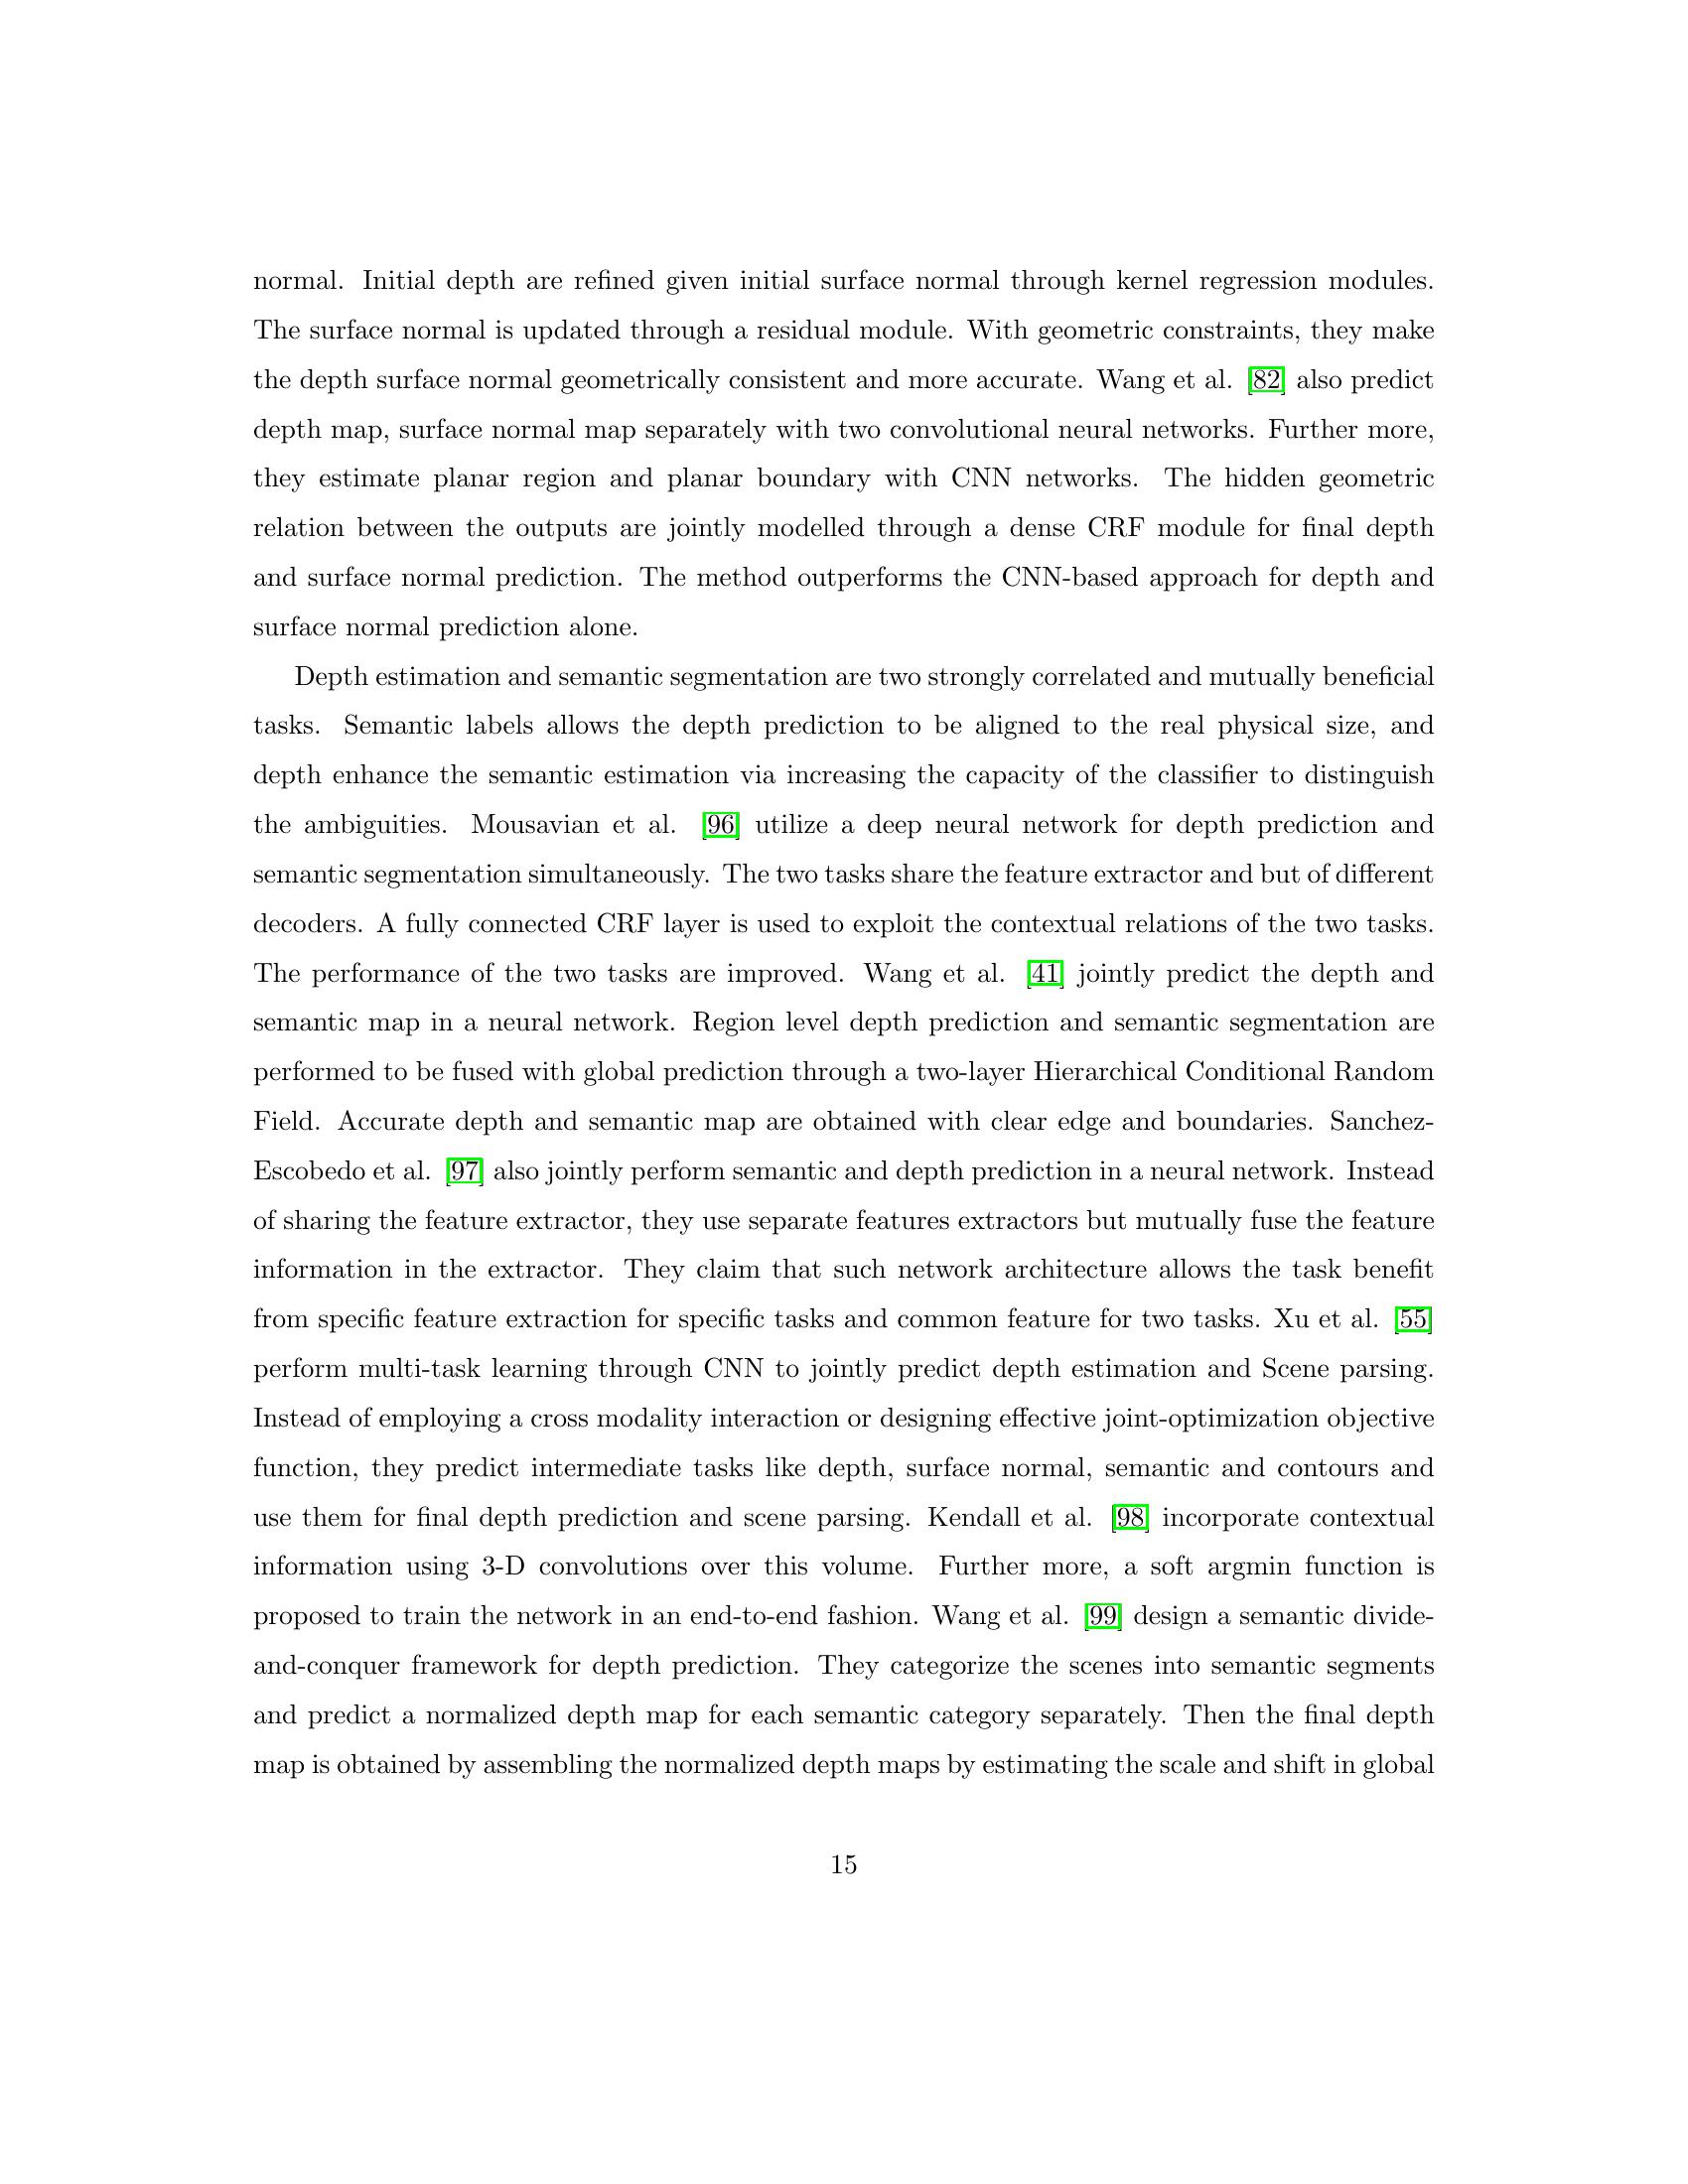 normal. Initial depth are refined given initial surface normal through kernel regression modules.
The surface normal is updated through a residual module. With geometric constraints, they make
the depth surface normal geometrically consistent and more accurate. Wang et al. [82] also predict
depth map, surface normal map separately with two convolutional neural networks. Further more,
they estimate planar region and planar boundary with CNN networks. The hidden geometric
relation between the outputs are jointly modelled through a dense CRF module for final depth
and surface normal prediction. The method outperforms the CNN-based approach for depth and
surface normal prediction alone.
Depth estimation and semantic segmentation are two strongly correlated and mutually beneficial
tasks. Semantic labels allows the depth prediction to be aligned to the real physical size, and
depth enhance the semantic estimation via increasing the capacity of the classifier to distinguish
the ambiguities. Mousavian et al. [96] utilize a deep neural network for depth prediction and
semantic segmentation simultaneously. The two tasks share the feature extractor and but of different
decoders. A fully connected CRF layer is used to exploit the contextual relations of the two tasks.
The performance of the two tasks are improved. Wang et al. [41] jointly predict the depth and
semantic map in a neural network. Region level depth prediction and semantic segmentation are
performed to be fused with global prediction through a two-layer Hierarchical Conditional Random
Field. Accurate depth and semantic map are obtained with clear edge and boundaries. Sanchez-
Escobedo et al. [97] also jointly perform semantic and depth prediction in a neural network. Instead
of sharing the feature extractor, they use separate features extractors but mutually fuse the feature
information in the extractor. They claim that such network architecture allows the task benefit
from specific feature extraction for specific tasks and common feature for two tasks. Xu et al. [55]
perform multi-task learning through CNN to jointly predict depth estimation and Scene parsing.
Instead of employing a cross modality interaction or designing effective joint-optimization objective
function, they predict intermediate tasks like depth, surface normal, semantic and contours and
use them for final depth prediction and scene parsing. Kendall et al. [98] incorporate contextual
information using 3-D convolutions over this volume. Further more, a soft argmin function is
proposed to train the network in an end-to-end fashion. Wang et al. [99] design a semantic divide-
and-conquer framework for depth prediction. They categorize the scenes into semantic segments
and predict a normalized depth map for each semantic category separately. Then the final depth
map is obtained by assembling the normalized depth maps by estimating the scale and shift in global
15